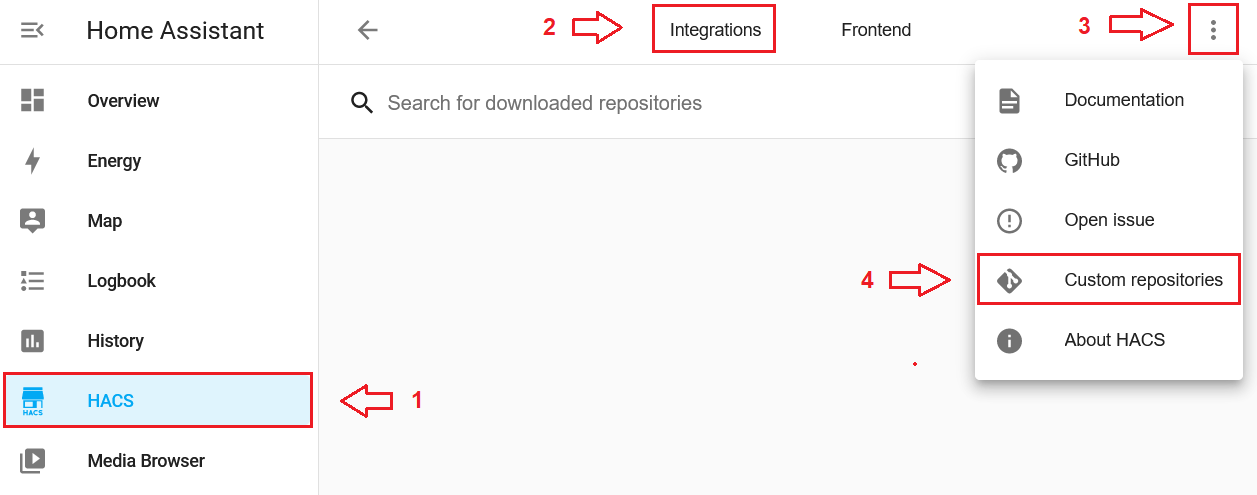 Home Assistant
2
Integrations
Frontend
3
Search for downloaded repositories
Overview
Energy
Map
Logbook
History
HACS
HACS
1
Media Browser
Documentation
GitHub
Open issue
4
Custom repositories
About HACS